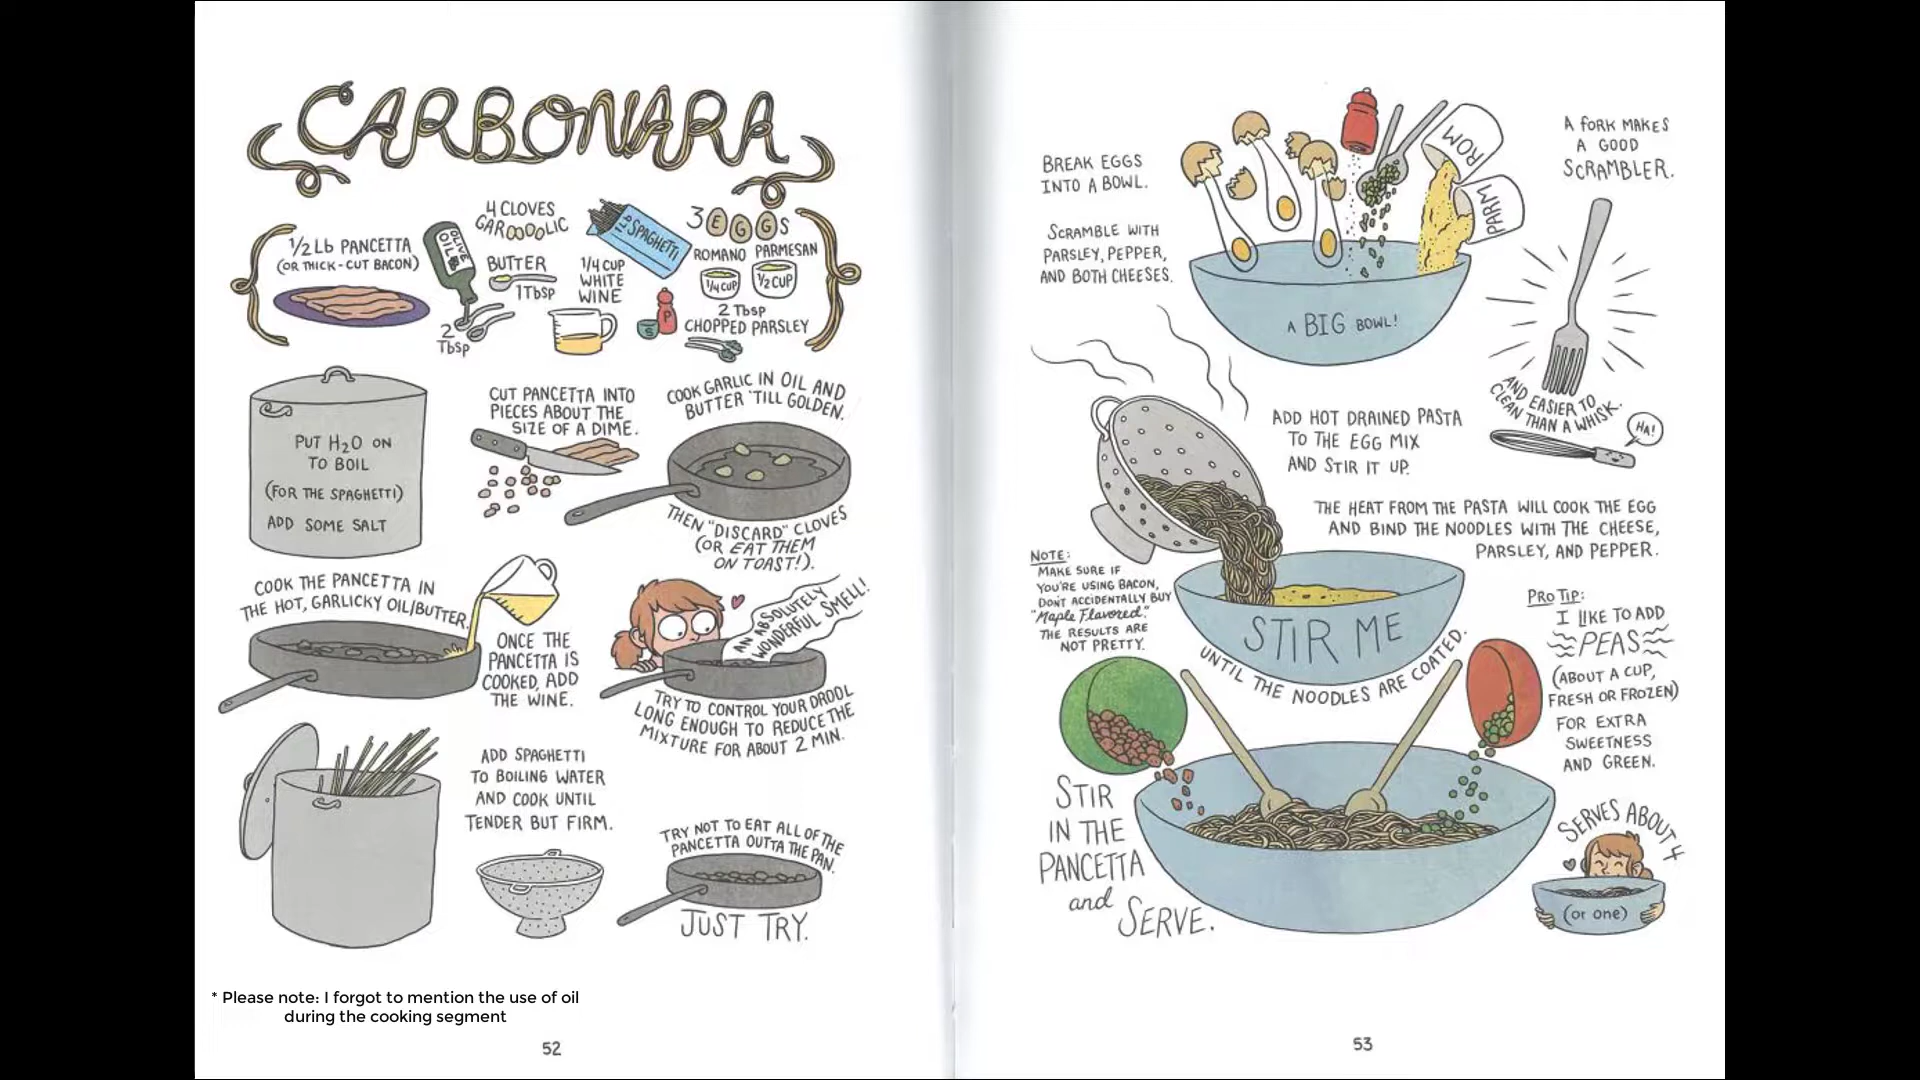 CARBONARA
1/2 Lb PANCETTA
(OR THICK-CUT BACON)
OLIVE
OIL
2
Tbsp
4 CLOVES
GAROOOOLIC
BUTTER
1Tbsp
1/4 CUP
WHITE
WINE
SPAGHETTI
S
P
3 EGGS
ROMANO PARMESAN
1/4 CUP
1/2 CUP
2 Tbsp
CHOPPED PARSLEY
PUT H2O ON
TO BOIL
(FOR THE SPAGHETTI)
ADD SOME SALT
CUT PANCETTA INTO
PIECES ABOUT THE
SIZE OF A DIME.
COOK GARLIC IN OIL AND
BUTTER 'TILL GOLDEN.
THEN "DISCARD" CLOVES
(OR EAT THEM
ON TOAST!).
COOK THE PANCETTA IN
THE HOT, GARLICKY OIL/BUTTER.
ONCE THE
PANCETTA IS
COOKED, ADD
THE WINE.
AN ABSOLUTELY
WONDERFUL SMELL!
TRY TO CONTROL YOUR DROOL
LONG ENOUGH TO REDUCE THE
MIXTURE FOR ABOUT 2 MIN.
ADD SPAGHETTI
TO BOILING WATER
AND COOK UNTIL
TENDER BUT FIRM.
TRY NOT TO EAT ALL OF THE
PANCETTA OUTTA THE PAN.
JUST TRY.
* Please note: I forgot to mention the use of oil
during the cooking segment
52
BREAK EGGS
INTO A BOWL.
SCRAMBLE WITH
PARSLEY, PEPPER,
AND BOTH CHEESES.
ROM
PARM
A BIG BOWL!
A FORK MAKES
A GOOD
SCRAMBLER.
AND EASIER TO
CLEAN THAN A WHISK.
HA!
ADD HOT DRAINED PASTA
TO THE EGG MIX
AND STIR IT UP.
THE HEAT FROM THE PASTA WILL COOK THE EGG
AND BIND THE NOODLES WITH THE CHEESE,
PARSLEY, AND PEPPER.
NOTE:
MAKE SURE IF
YOU'RE USING BACON,
DON'T ACCIDENTALLY BUY
"Maple Flavored."
THE RESULTS ARE
NOT PRETTY.
STIR ME
UNTIL THE NOODLES ARE COATED.
PRO TIP:
I LIKE TO ADD
PEAS
(ABOUT A CUP,
FRESH OR FROZEN)
FOR EXTRA
SWEETNESS
AND GREEN.
STIR
IN THE
PANCETTA
and
SERVE.
SERVES ABOUT 4
(or one)
53